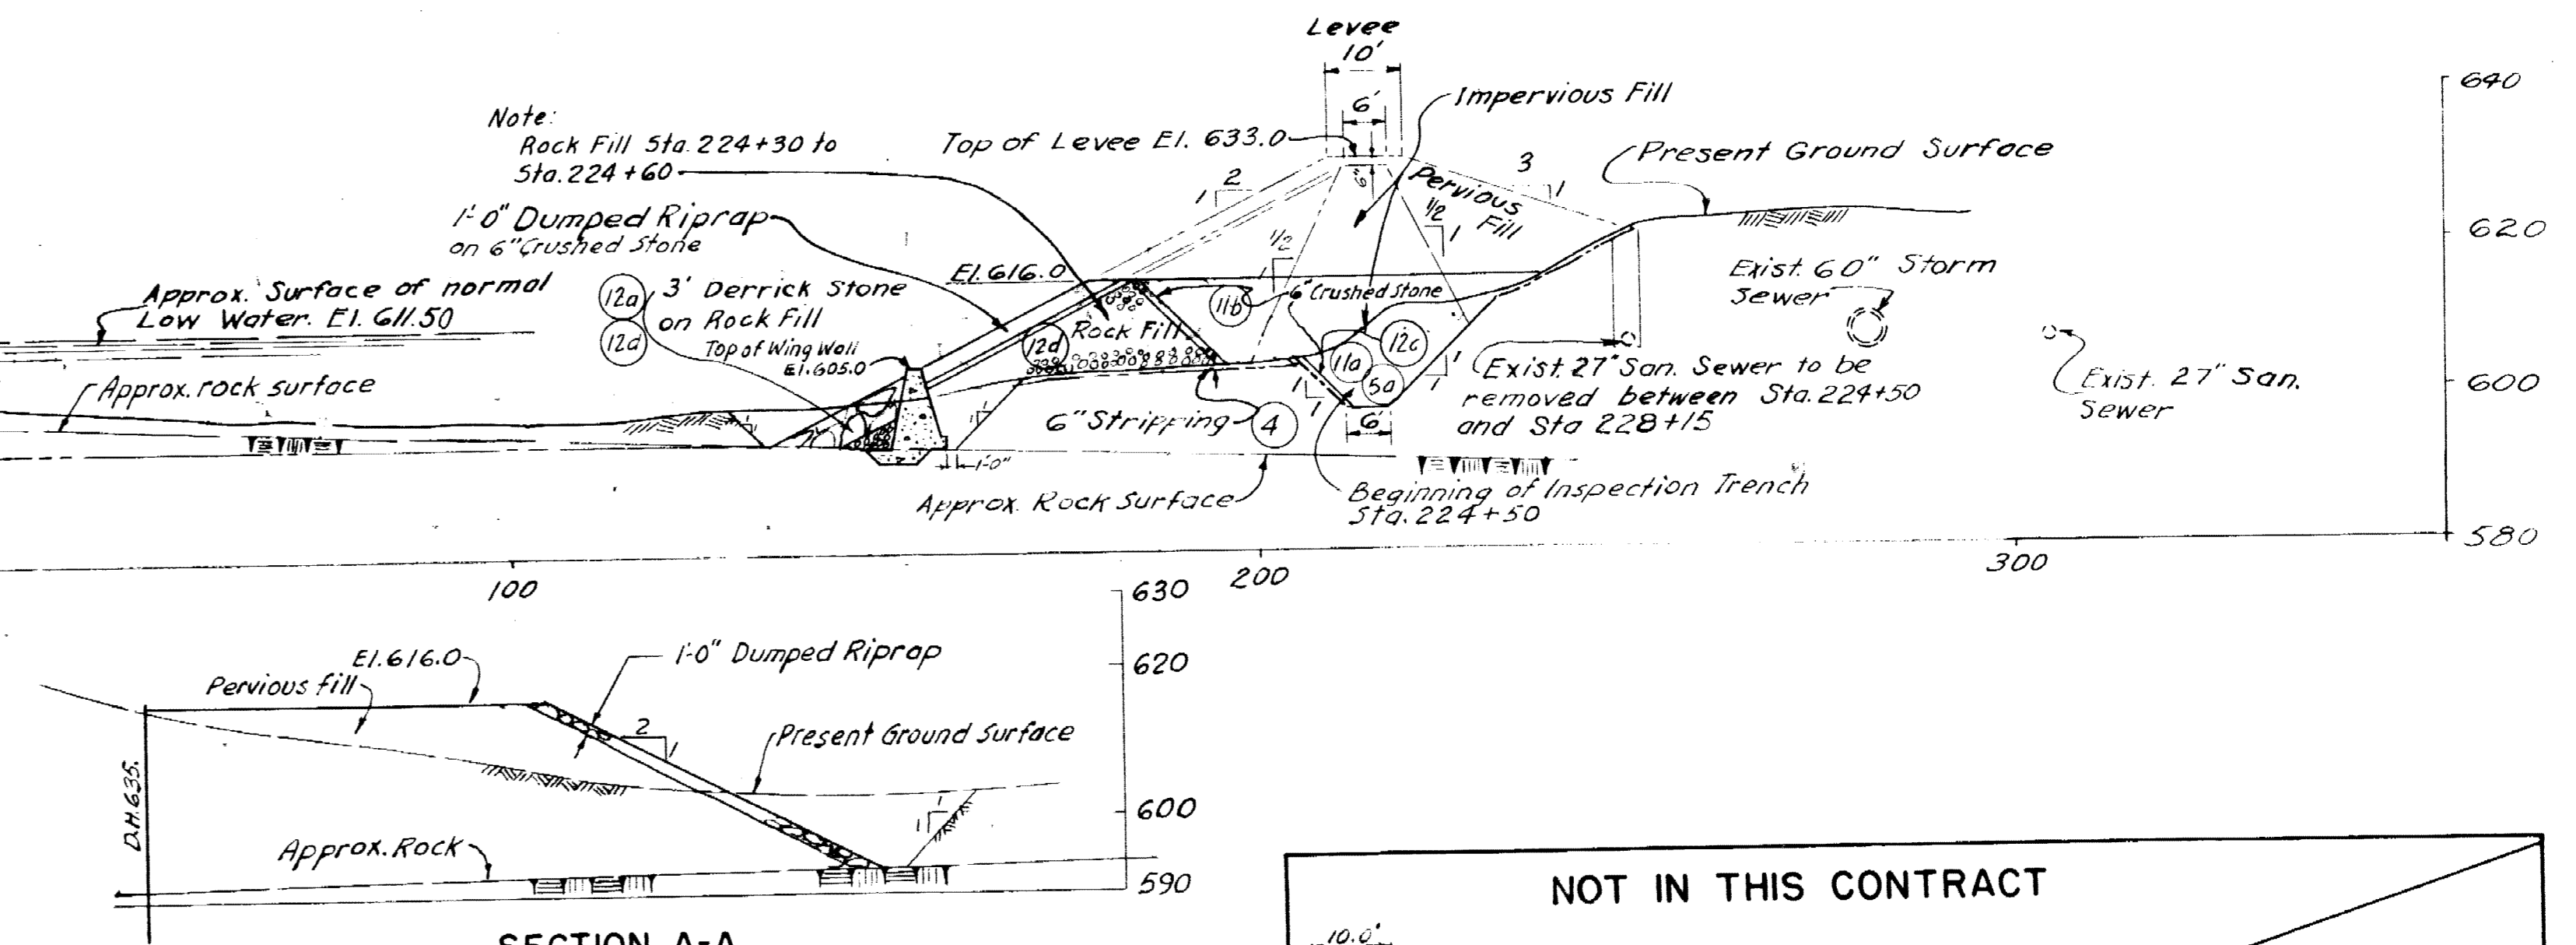 Levee
10'
6'
Impervious Fill
640
Note:
Rock Fill Sta. 224+30 to
Sta. 224+60
Top of Levee El. 633.0
Present Ground Surface
6"
Pervious
Fill
3
1
2
1
1/2
1
1/2
1
1'-0" Dumped Riprap
on 6" Crushed Stone
620
El. 616.0
Exist. 60" Storm
Sewer
Approx. Surface of normal
Low Water. El. 611.50
12a
12d
3' Derrick Stone
on Rock Fill
11b
6" Crushed Stone
Top of Wing Wall
El. 605.0
12d
Rock Fill
12c
11a
5a
1
1
1
1
Approx. rock surface
Exist. 27" San. Sewer to be
removed between Sta. 224+50
and Sta 228+15
Exist. 27" San.
Sewer
600
6" Stripping
4
6'
1'-0"
Approx. Rock Surface
Beginning of Inspection Trench
Sta. 224+50
580
100
200
300
630
El. 616.0
1'-0" Dumped Riprap
620
Pervious fill
2
1
Present Ground Surface
D.H. 635.
600
1
1
Approx. Rock
590
SECTION A-A
NOT IN THIS CONTRACT
10.0'